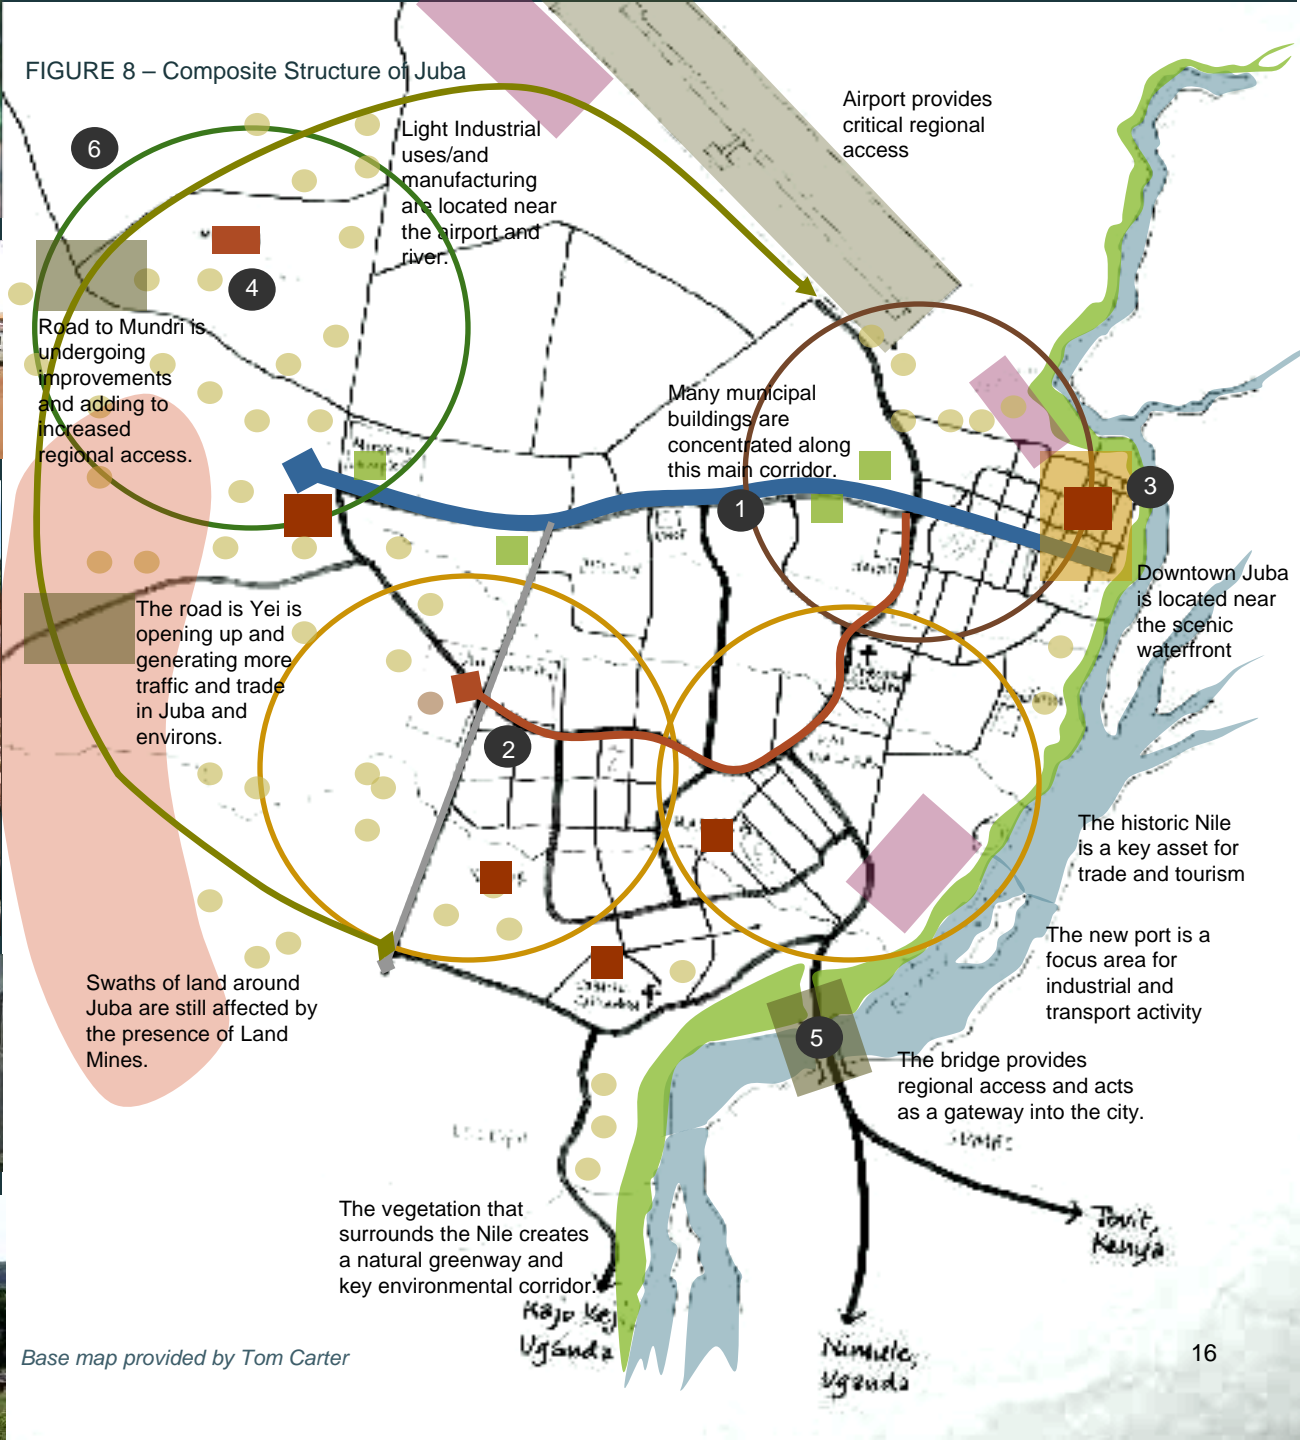 FIGURE 8 – Composite Structure of Juba
Airport provides
critical regional
access
6
Light Industrial
uses/and
manufacturing
are located near
the airport and
river.
4
Road to Mundri is
undergoing
improvements
and adding to
increased
regional access.
Many municipal
buildings are
concentrated along
this main corridor.
1
3
Downtown Juba
is located near
the scenic
waterfront
The road is Yei is
opening up and
generating more
traffic and trade
in Juba and
environs.
2
The historic Nile
is a key asset for
trade and tourism
The new port is a
focus area for
industrial and
transport activity
Swaths of land around
Juba are still affected by
the presence of Land
Mines.
5
The bridge provides
regional access and acts
as a gateway into the city.
The vegetation that
surrounds the Nile creates
a natural greenway and
key environmental corridor.
Kenya
Kajo Kej
Uganda
Nimule,
Uganda
Base map provided by Tom Carter
16